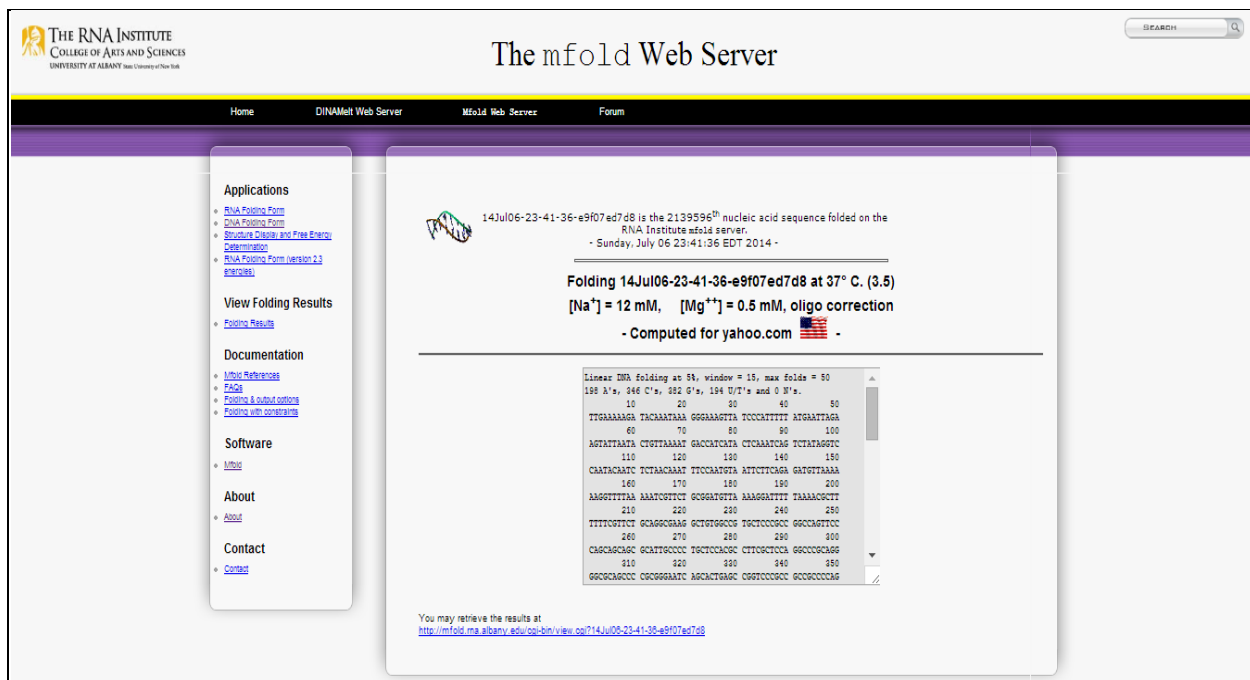 THE RNA INSTITUTE
COLLEGE OF ARTS AND SCIENCES
UNIVERSITY AT ALBANY State University of New York
The mfold Web Server
SEARCH
Home
DINAMelt Web Server
Mfold Web Server
Forum
Applications
RNA Folding Form
DNA Folding Form
Structure Display and Free Energy
Determination
RNA Folding Form (version 2.3
energies)
View Folding Results
Folding Results
Documentation
Mfold References
FAQs
Folding & output options
Folding with constraints
Software
Mfold
About
About
Contact
Contact
14Jul06-23-41-36-e9f07ed7d8 is the 2139596th nucleic acid sequence folded on the
RNA Institute mfold server.
- Sunday, July 06 23:41:36 EDT 2014 -
Folding 14Jul06-23-41-36-e9f07ed7d8 at 37° C. (3.5)
[Na+] = 12 mM, [Mg++] = 0.5 mM, oligo correction
- Computed for yahoo.com -
Linear DNA folding at 5%, window = 15, max folds = 50
198 A's, 346 C's, 382 G's, 194 U/T's and 0 N's.
10 20 30 40 50
TTGAAAAAGA TACAAATAAA GGGAAAGTTA TCCCATTTTT ATGAATTAGA
60 70 80 90 100
AGTATTAATA CTGTTAAAAT GACCATCATA CTCAAATCAG TCTATAGGTC
110 120 130 140 150
CAATACAATC TCTAACAAAT TTCCAATGTA ATTCTTCAGA GATGTTAAAA
160 170 180 190 200
AAGGTTTTAA AAATCGTTCT GCGGATGTTA AAAGGATTTT TAAAACGCTT
210 220 230 240 250
TTTTCGTTCT GCAGGCGAAG GCTGTGGCCG TGCTCCCGCC GGCCAGTTCC
260 270 280 290 300
CAGCAGCAGC GCATTGCCCC TGCTCCACGC CTTCGCTCCA GGCCCGCAGG
310 320 330 340 350
GGCGCAGCCC CGCGGGAATC AGCACTGAGC CGGTCCCGCC GCCGCCCCAG
You may retrieve the results at
http://mfold.rna.albany.edu/cgi-bin/view.cgi?14Jul06-23-41-36-e9f07ed7d8